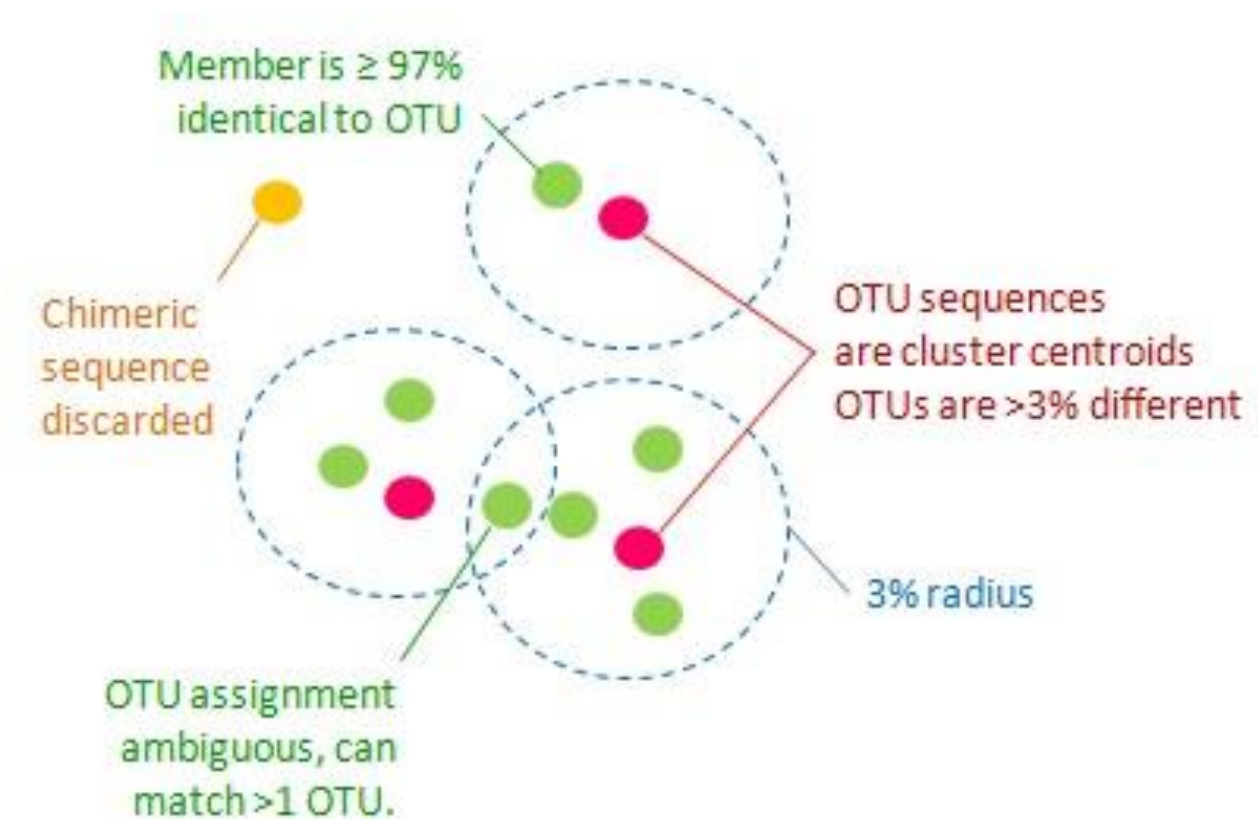 Member is ≥ 97%
identical to OTU
Chimeric
sequence
discarded
OTU sequences
are cluster centroids
OTUs are >3% different
3% radius
OTU assignment
ambiguous, can
match >1 OTU.